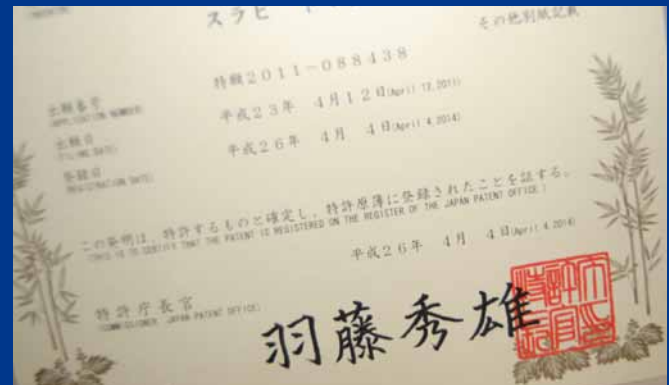 スラビ
その他別紙記載
特願2011-088438
出願番号
(APPLICATION NUMBER)
平成23年 4月12日(April 12,2011)
出願日
(FILING DATE)
平成26年 4月 4日(April 4,2014)
登録日
(REGISTRATION DATE)
この発明は、特許するものと確定し、特許原簿に登録されたことを証する。
(THIS IS TO CERTIFY THAT THE PATENT IS REGISTERED ON THE REGISTER OF THE JAPAN PATENT OFFICE.)
平成26年 4月 4日(April 4,2014)
特許庁長官
(COMMISSIONER, JAPAN PATENT OFFICE)
羽藤秀雄